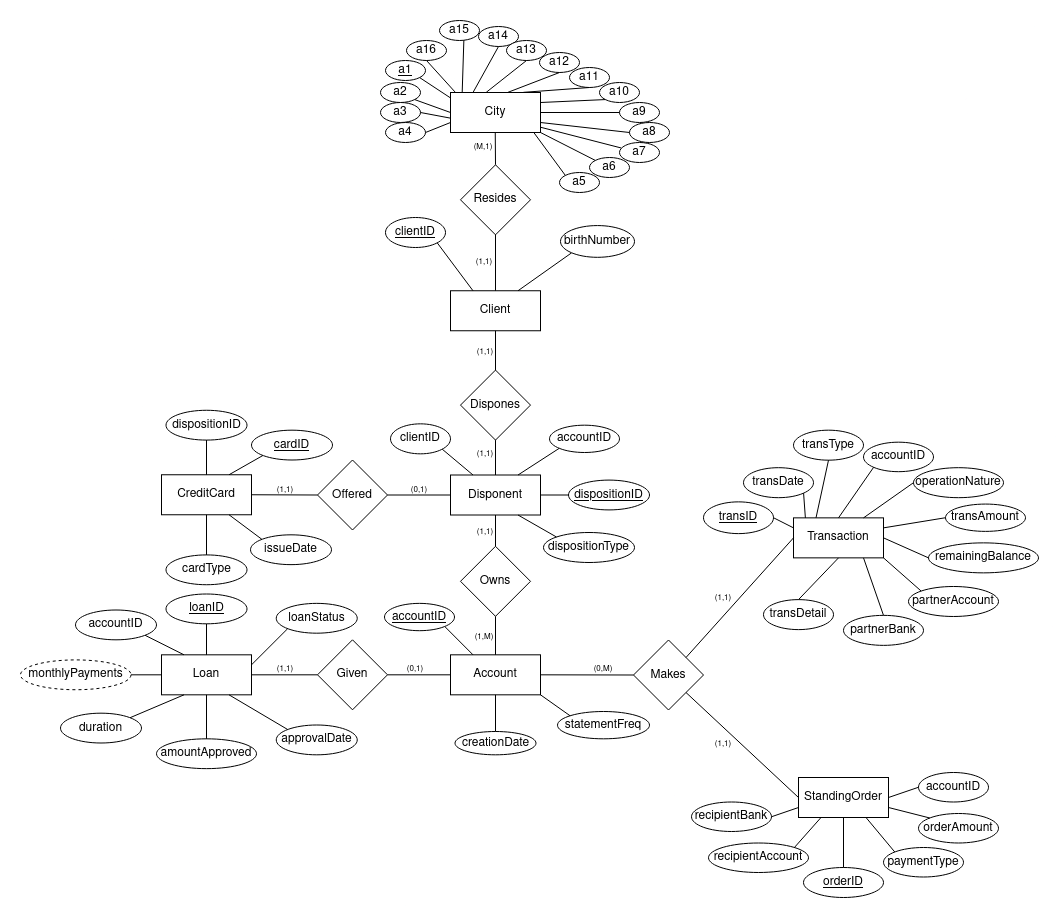 a15
a14
a16
a13
a12
a1
a11
a2
a10
a3
City
a9
a4
a8
(M,1)
a7
a6
a5
Resides
clientID
birthNumber
(1,1)
Client
(1,1)
Dispones
dispositionID
cardID
clientID
accountID
(1,1)
CreditCard
(1,1)
Offered
(0,1)
Disponent
dispositionID
issueDate
cardType
(1,1)
dispositionType
Owns
transType
accountID
transDate
operationNature
transID
transAmount
Transaction
remainingBalance
partnerAccount
transDetail
partnerBank
(1,1)
loanID
accountID
loanStatus
accountID
(1,M)
monthlyPayments
Loan
(1,1)
Given
(0,1)
Account
(0,M)
Makes
duration
amountApproved
approvalDate
creationDate
statementFreq
(1,1)
StandingOrder
accountID
recipientBank
orderAmount
recipientAccount
paymentType
orderID